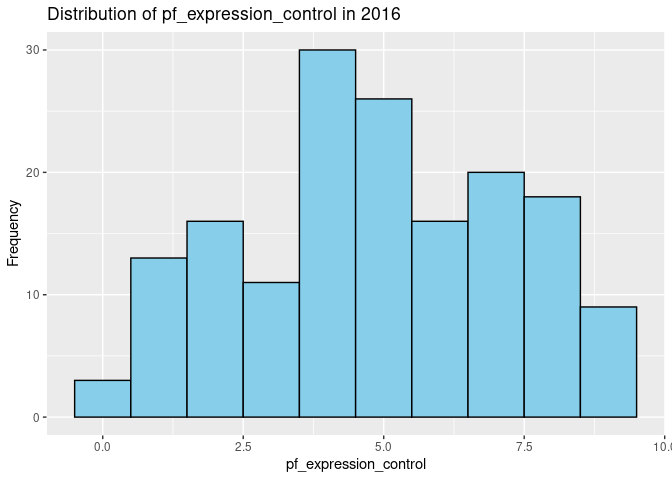 Distribution of pf_expression_control in 2016
30
20
10
0
Frequency
0.0 2.5 5.0 7.5 10.0
pf_expression_control